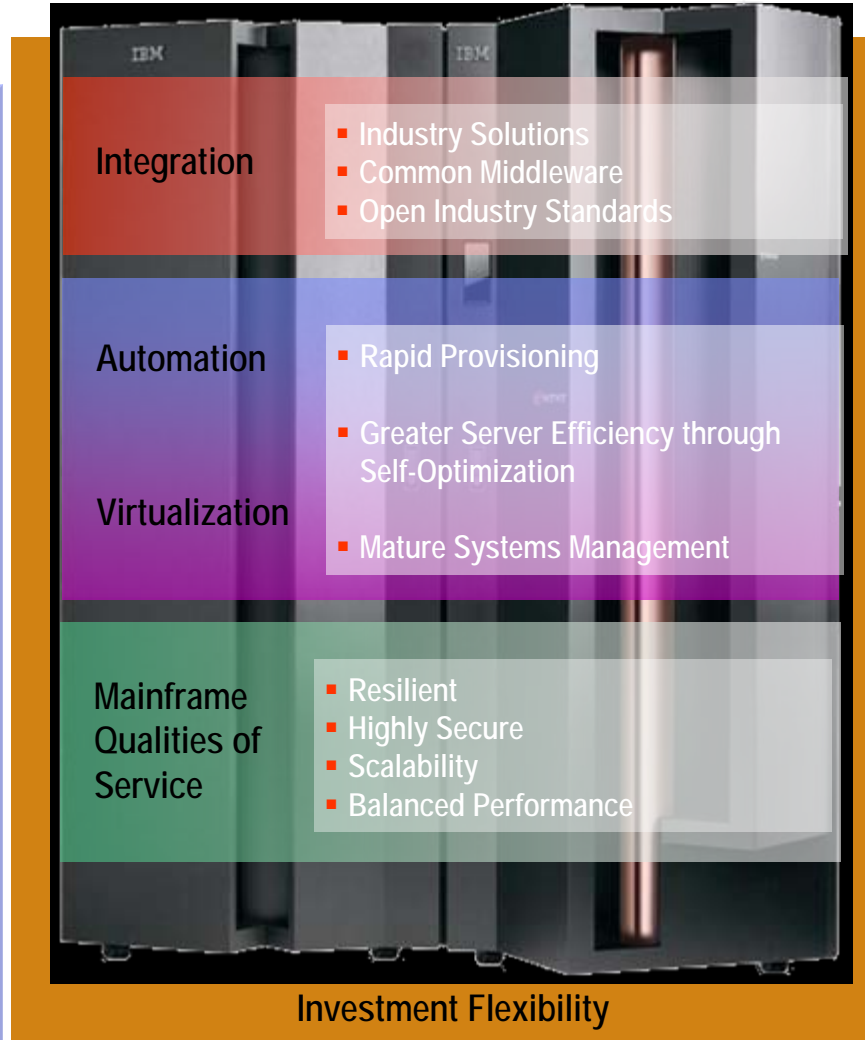 IBM
IBM
Integration
▪ Industry Solutions
▪ Common Middleware
▪ Open Industry Standards
Automation
▪ Rapid Provisioning
▪ Greater Server Efficiency through
Self-Optimization
Virtualization
▪ Mature Systems Management
Mainframe
Qualities of
Service
▪ Resilient
▪ Highly Secure
▪ Scalability
▪ Balanced Performance
Investment Flexibility